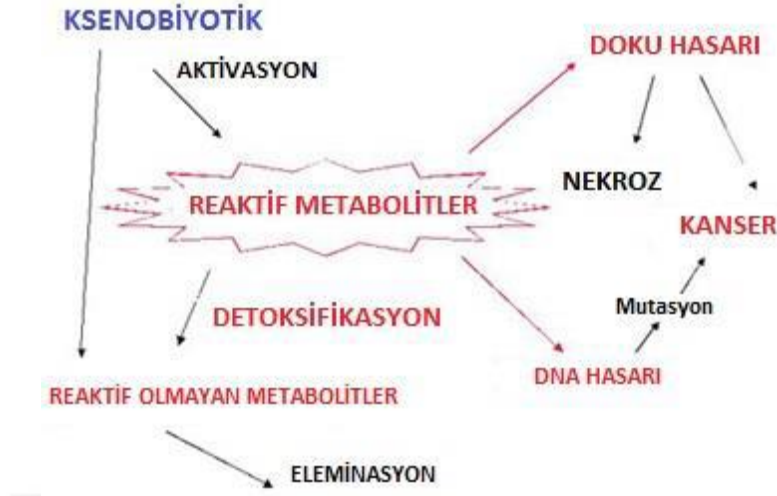 KSENOBİYOTİK
AKTİVASYON
DOKU HASARI
NEKROZ
REAKTİF METABOLİTLER
KANSER
Mutasyon
DETOKSİFİKASYON
DNA HASARI
REAKTİF OLMAYAN METABOLİTLER
ELEMİNASYON